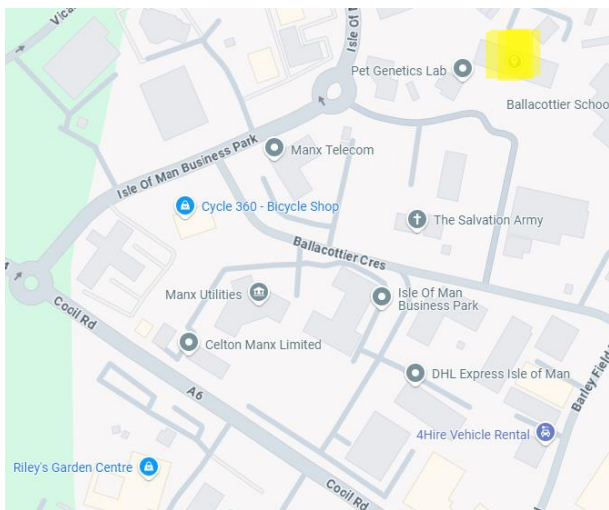 Vica
Isle Of M
Pet Genetics Lab
Ballacottier Schoo
Isle Of Man Business Park
Manx Telecom
Cycle 360 - Bicycle Shop
The Salvation Army
Ballacottier Cres
Manx Utilities
Isle Of Man
Business Park
4
Cooil Rd
Celton Manx Limited
DHL Express Isle of Man
A6
Barley Field
4Hire Vehicle Rental
Riley's Garden Centre
Cooil Rd